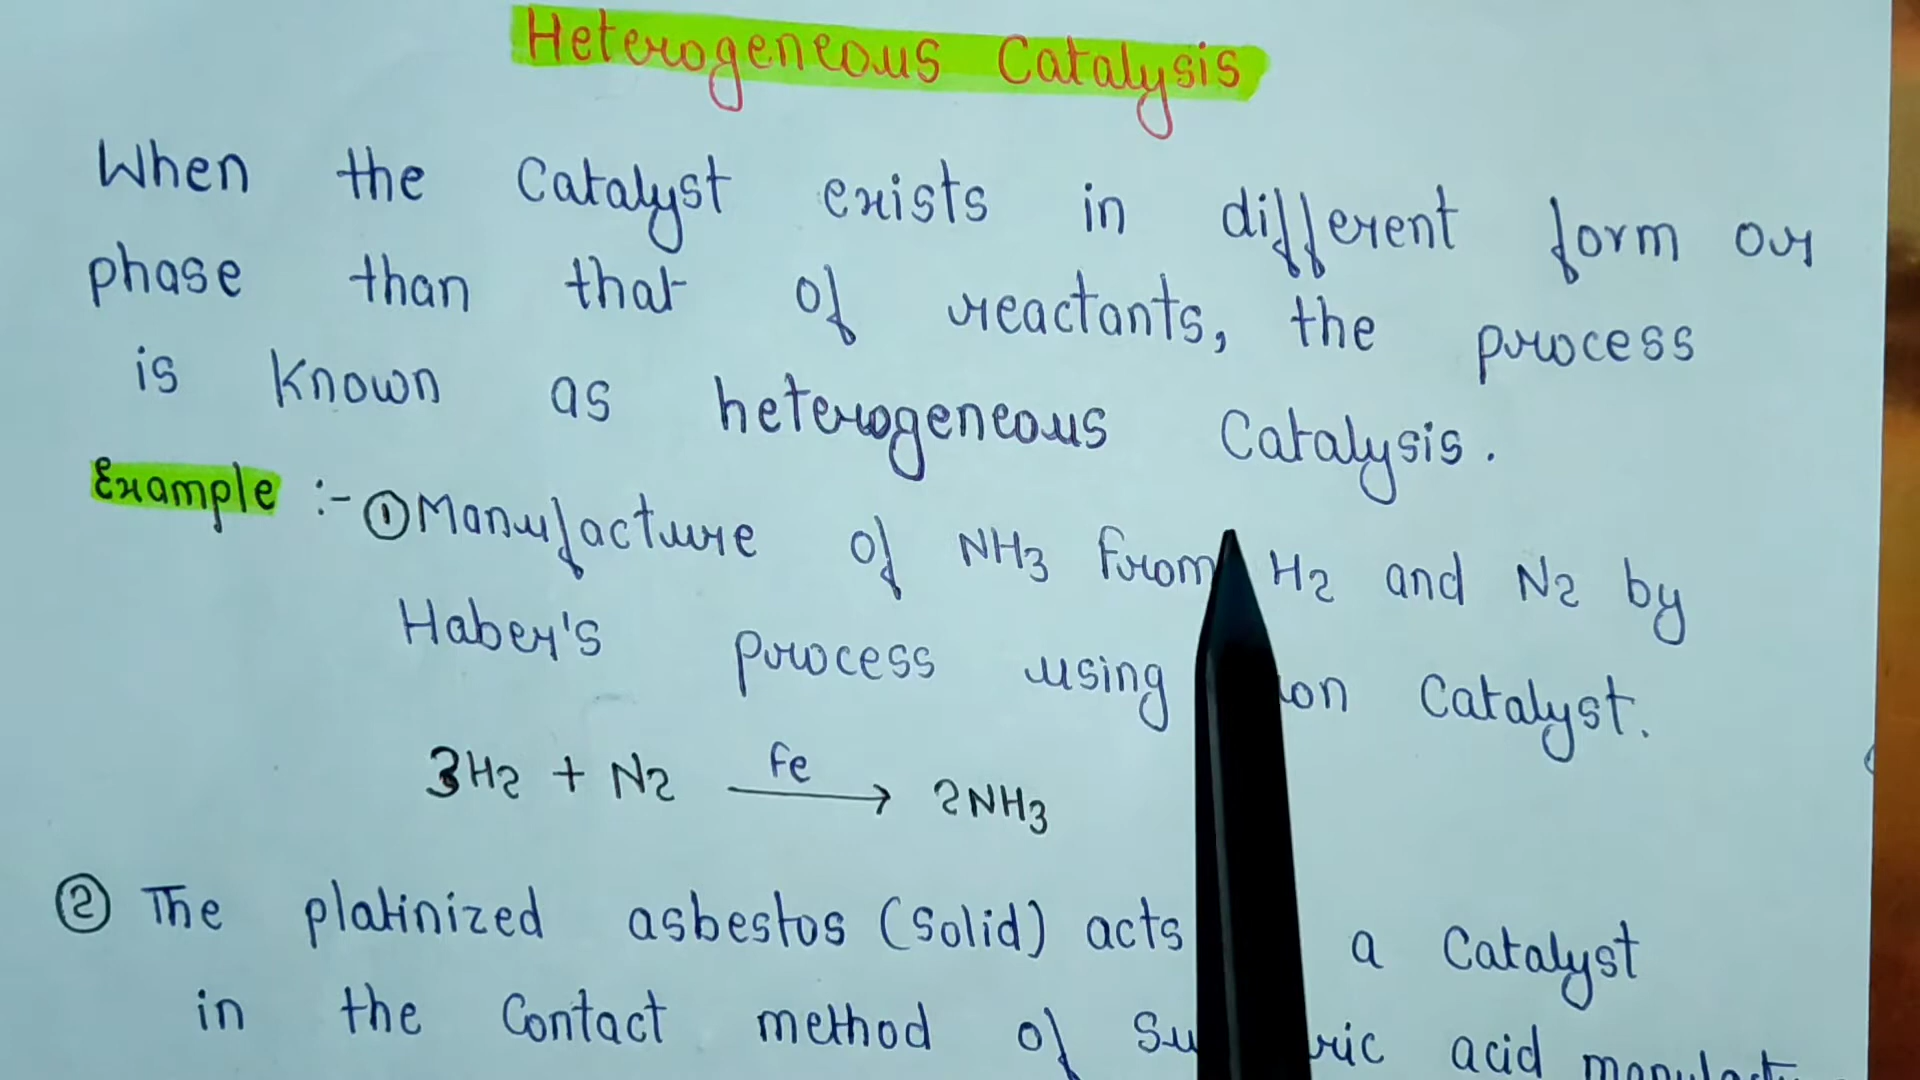 Heterogeneous Catalysis
When the Catalyst exists in different form or
phase than that of reactants, the process
is known as heterogeneous Catalysis.
Example :- ① Manufacture of NH3 from H2 and N2 by
Haber's process using Catalyst.
3H2 + N2 Fe → 2NH3
② The platinized asbestos (Solid) acts a Catalyst
in the Contact method of acid